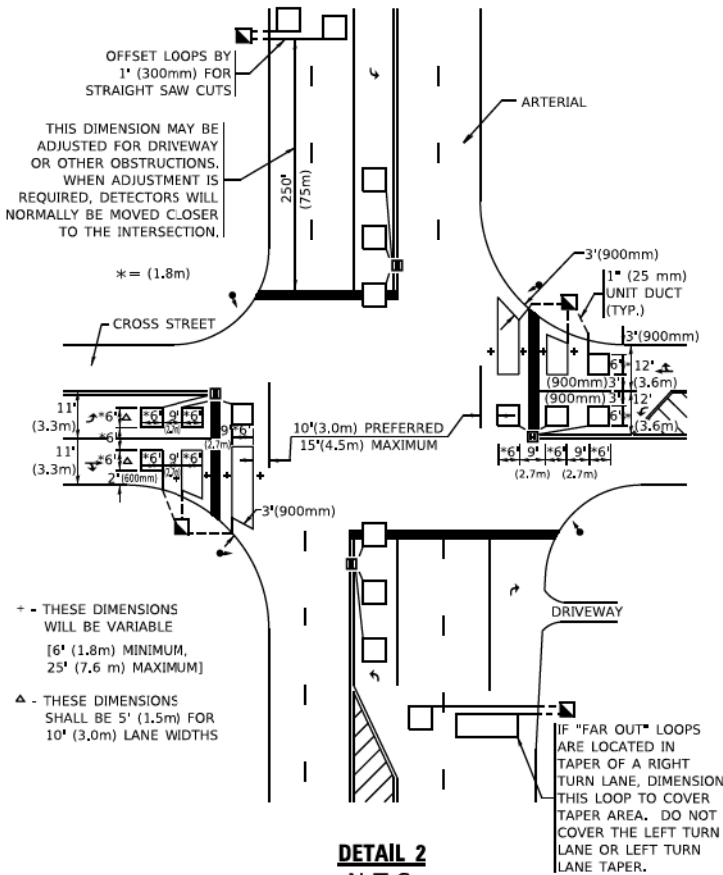 OFFSET LOOPS BY
1' (300mm) FOR
STRAIGHT SAW CUTS
THIS DIMENSION MAY BE
ADJUSTED FOR DRIVEWAY
OR OTHER OBSTRUCTIONS.
WHEN ADJUSTMENT IS
REQUIRED, DETECTORS WILL
NORMALLY BE MOVED CLOSER
TO THE INTERSECTION.
250'
(75m)
ARTERIAL
* = (1.8m)
CROSS STREET
3'(900mm)
1" (25 mm)
UNIT DUCT
(TYP.)
3'(900mm)
6'
12'
(3.6m)
(900mm)3'
(900mm)3'
12'
6'
(3.6m)
*6' 9' *6' 9' *6'
(2.7m) (2.7m)
10'(3.0m) PREFERRED
15'(4.5m) MAXIMUM
11'
(3.3m)
*6'
*6' 9' *6'
*6'
9' *6'
(2.7m)
11'
(3.3m)
*6'
*6' 9' *6'
2' (600mm)
3'(900mm)
+ - THESE DIMENSIONS
WILL BE VARIABLE
[6' (1.8m) MINIMUM,
25' (7.6 m) MAXIMUM]
△ - THESE DIMENSIONS
SHALL BE 5' (1.5m) FOR
10' (3.0m) LANE WIDTHS
DRIVEWAY
IF "FAR OUT" LOOPS
ARE LOCATED IN
TAPER OF A RIGHT
TURN LANE, DIMENSION
THIS LOOP TO COVER
TAPER AREA. DO NOT
COVER THE LEFT TURN
LANE OR LEFT TURN
LANE TAPER.
DETAIL 2